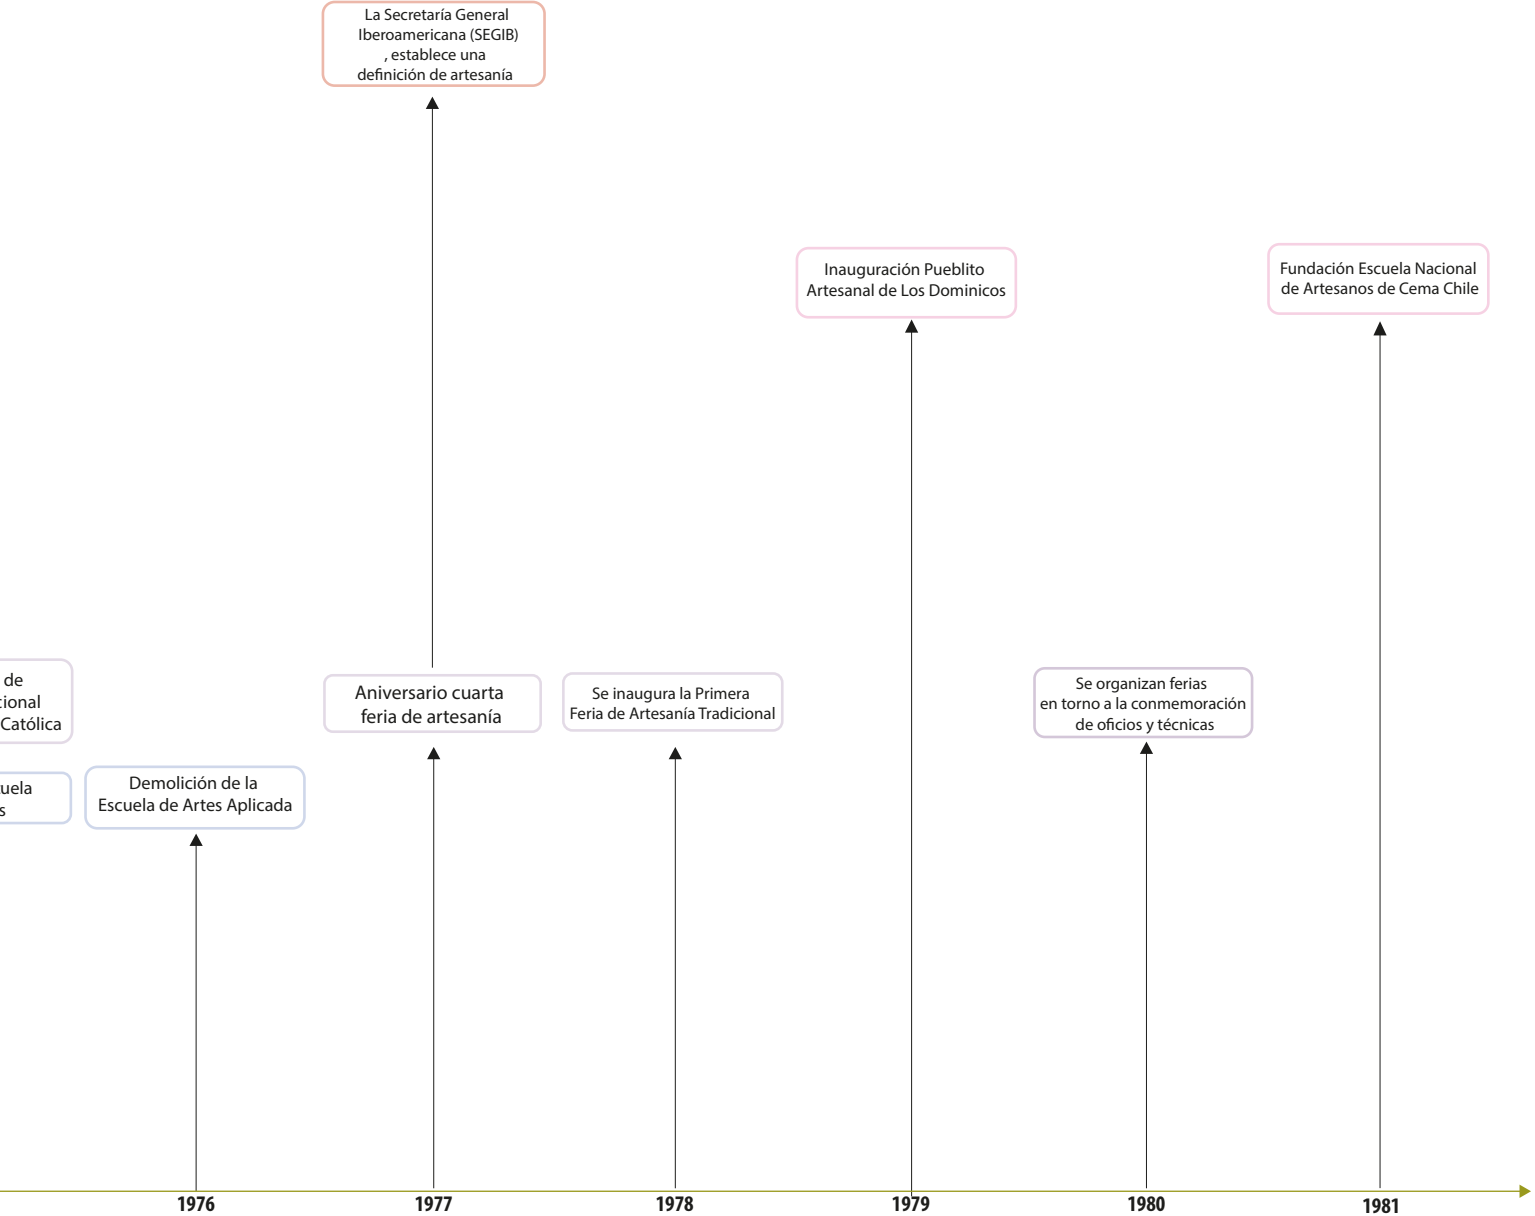 La Secretaría General
Iberoamericana (SEGIB)
, establece una
definición de artesanía
Inauguración Pueblito
Artesanal de Los Dominicos
Fundación Escuela Nacional
de Artesanos de Cema Chile
de
Católica
Aniversario cuarta
feria de artesanía
Se inaugura la Primera
Feria de Artesanía Tradicional
Se organizan ferias
en torno a la conmemoración
de oficios y técnicas
Demolición de la
Escuela de Artes Aplicada
1976
1977
1978
1979
1980
1981